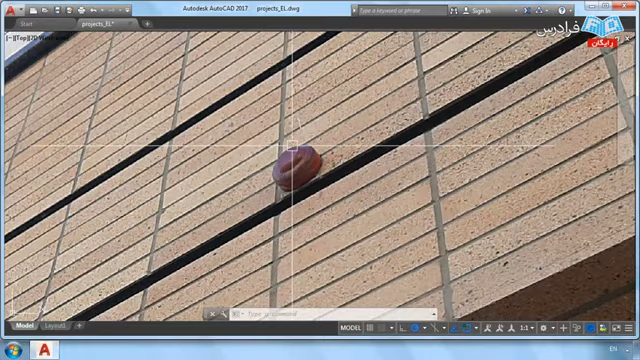 Autodesk AutoCAD 2017 projects_EL.dwg
Type a keyword or phrase
Sign In
Start
projects_EL*
فرادرس
رایگان
[-][Top][2D Wireframe]
Type a command
Model
Layout1
MODEL
1:1
EN